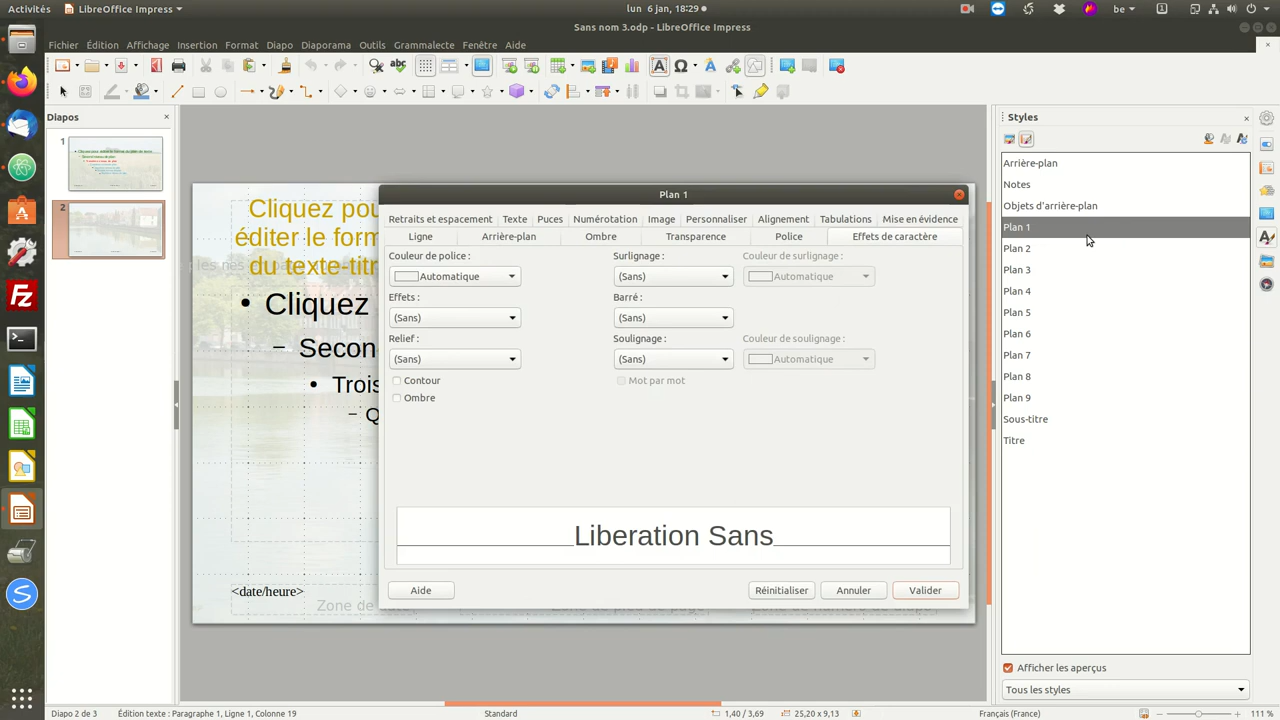 Activités LibreOffice Impress lun 6 jan, 18:29 be
Sans nom 3.odp - LibreOffice Impress
Fichier Édition Affichage Insertion Format Diapo Diaporama Outils Grammalecte Fenêtre Aide
Diapos
1
2
Cliquez pou
éditer le form
du texte-titr
Cliquez
Secon
Trois
Q
<date/heure>
Zone de date
Plan 1
Retraits et espacement Texte Puces Numérotation Image Personnaliser Alignement Tabulations Mise en évidence
Ligne Arrière-plan Ombre Transparence Police Effets de caractère
Couleur de police : Surlignage : Couleur de surlignage :
Automatique (Sans) Automatique
Effets : Barré :
(Sans) (Sans)
Relief : Soulignage : Couleur de soulignage :
(Sans) (Sans) Automatique
Contour Mot par mot
Ombre
Liberation Sans
Aide Réinitialiser Annuler Valider
Styles
Arrière-plan
Notes
Objets d'arrière-plan
Plan 1
Plan 2
Plan 3
Plan 4
Plan 5
Plan 6
Plan 7
Plan 8
Plan 9
Sous-titre
Titre
Afficher les aperçus
Tous les styles
Diapo 2 de 3 Édition texte : Paragraphe 1, Ligne 1, Colonne 19 Standard 1,40 / 3,69 25,20 x 9,13 Français (France) 111 %